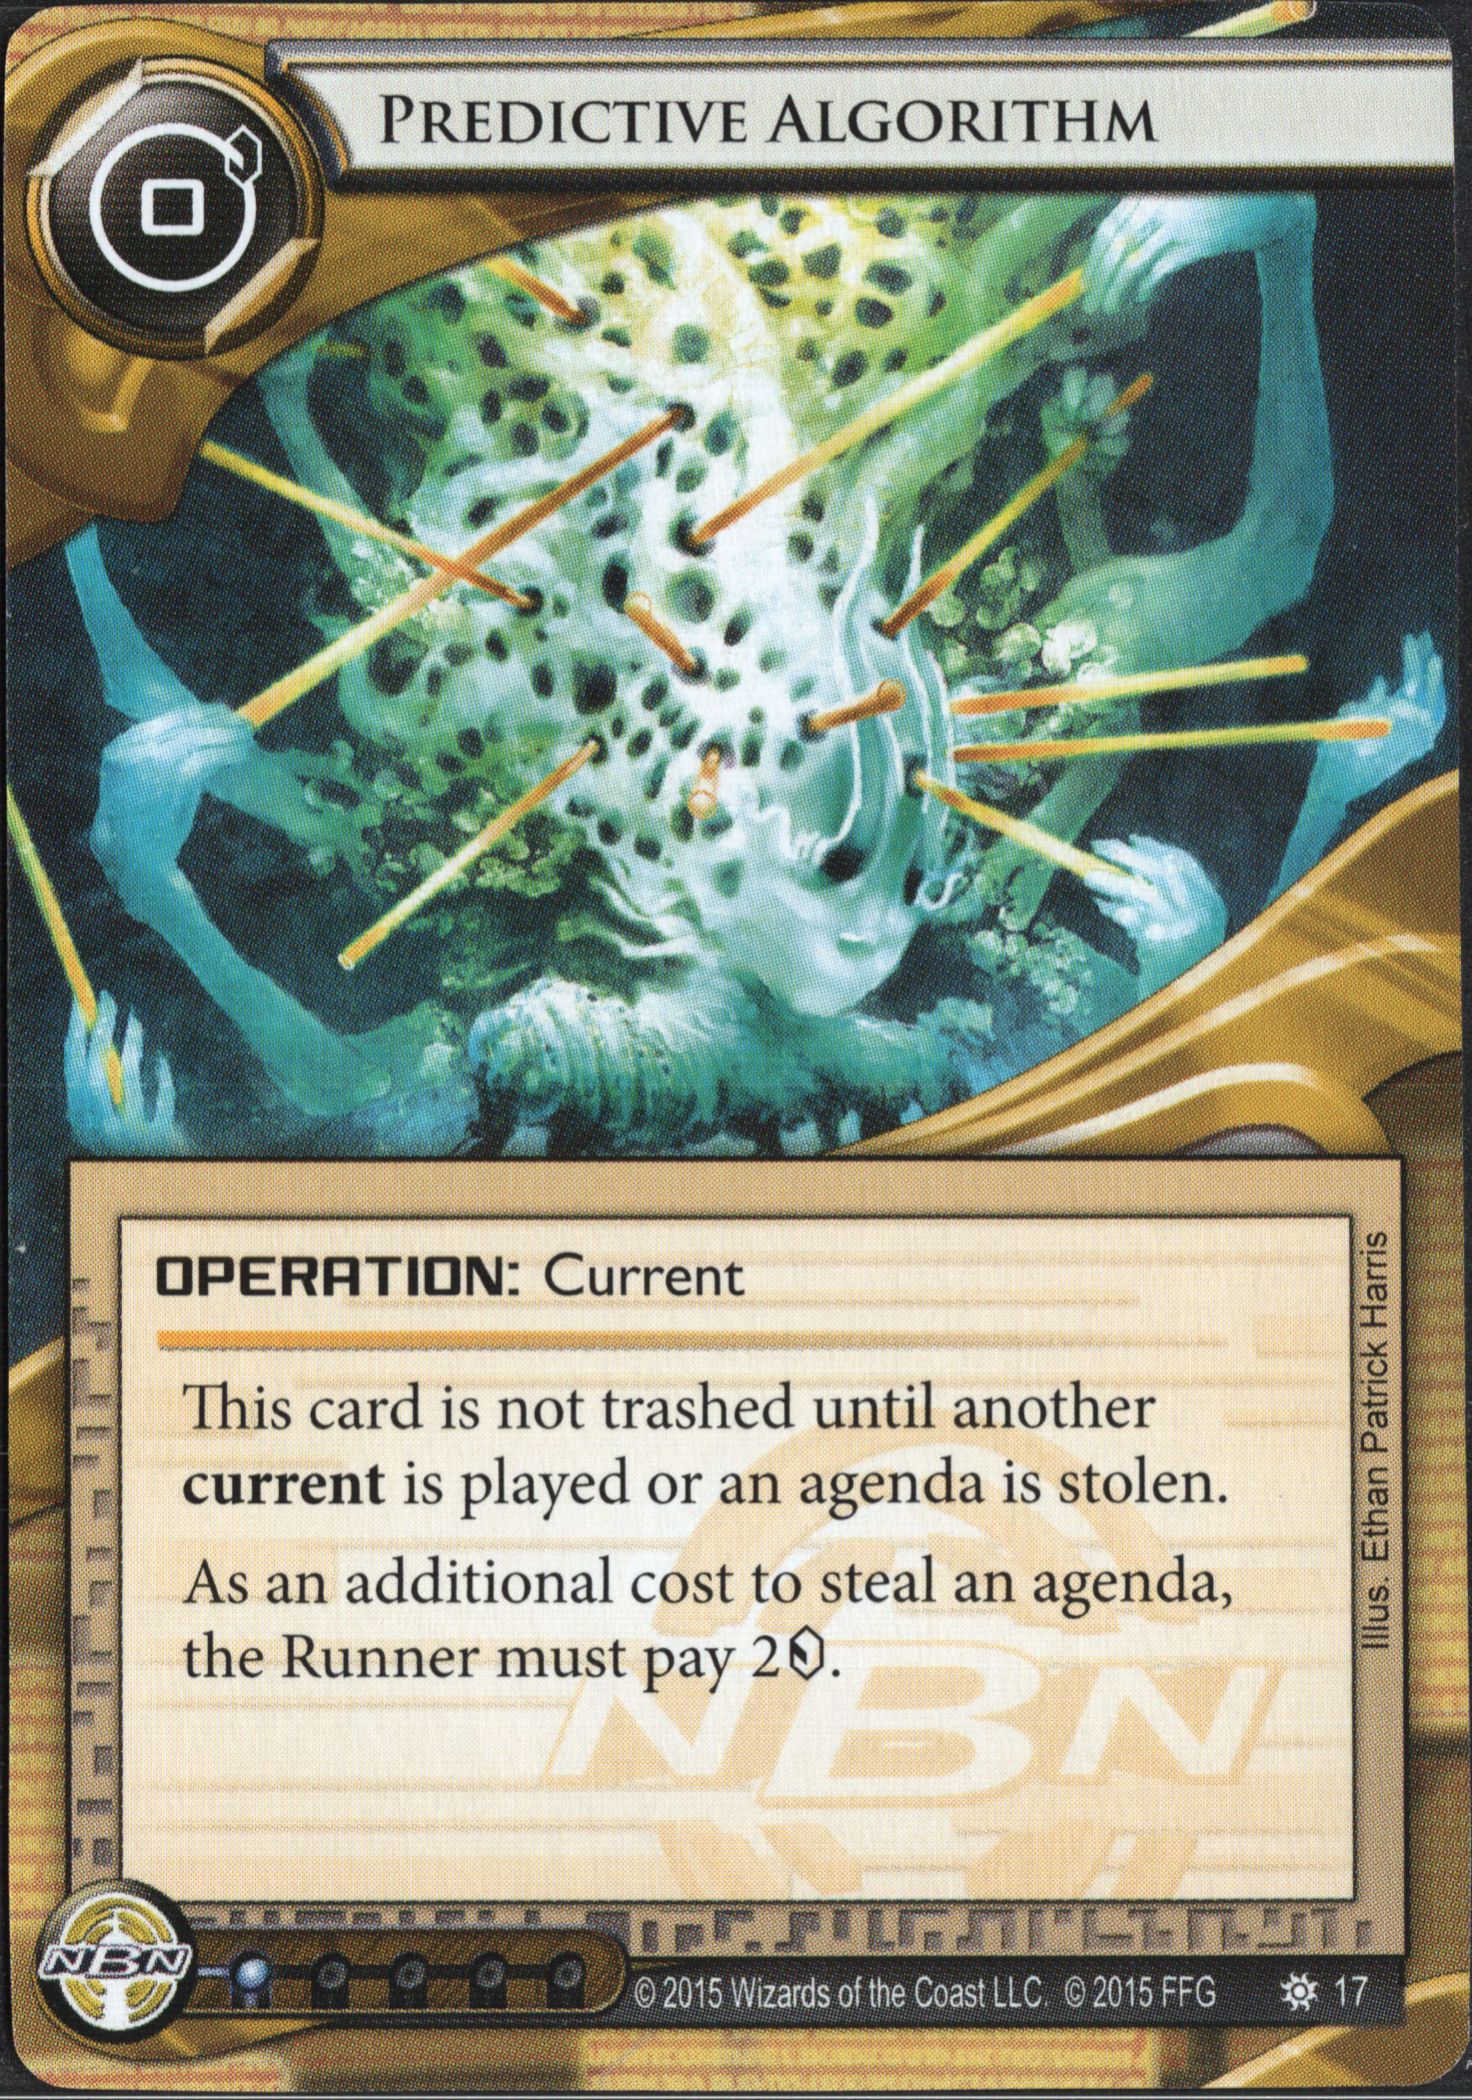 PREDICTIVE ALGORITHM
0
OPERATION: Current
This card is not trashed until another
current is played or an agenda is stolen.
As an additional cost to steal an agenda,
the Runner must pay 2.
NBN
Illus. Ethan Patrick Harris
NBN
© 2015 Wizards of the Coast LLC. © 2015 FFG
17